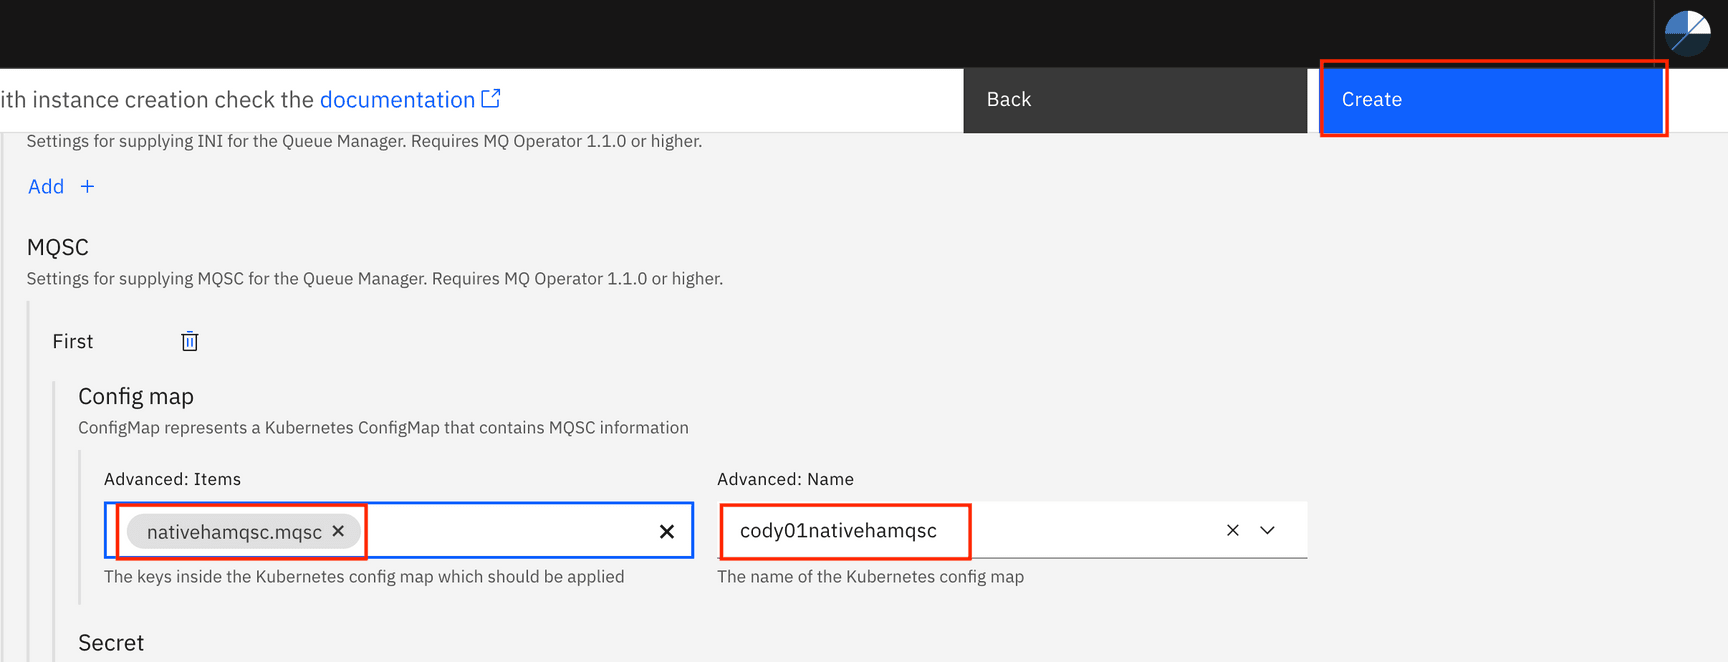 ith instance creation check the documentation
Back
Create
Settings for supplying INI for the Queue Manager. Requires MQ Operator 1.1.0 or higher.
Add +
MQSC
Settings for supplying MQSC for the Queue Manager. Requires MQ Operator 1.1.0 or higher.
First
Config map
ConfigMap represents a Kubernetes ConfigMap that contains MQSC information
Advanced: Items
Advanced: Name
nativehamqsc.mqsc
cody01nativehamqsc
The keys inside the Kubernetes config map which should be applied
The name of the Kubernetes config map
Secret